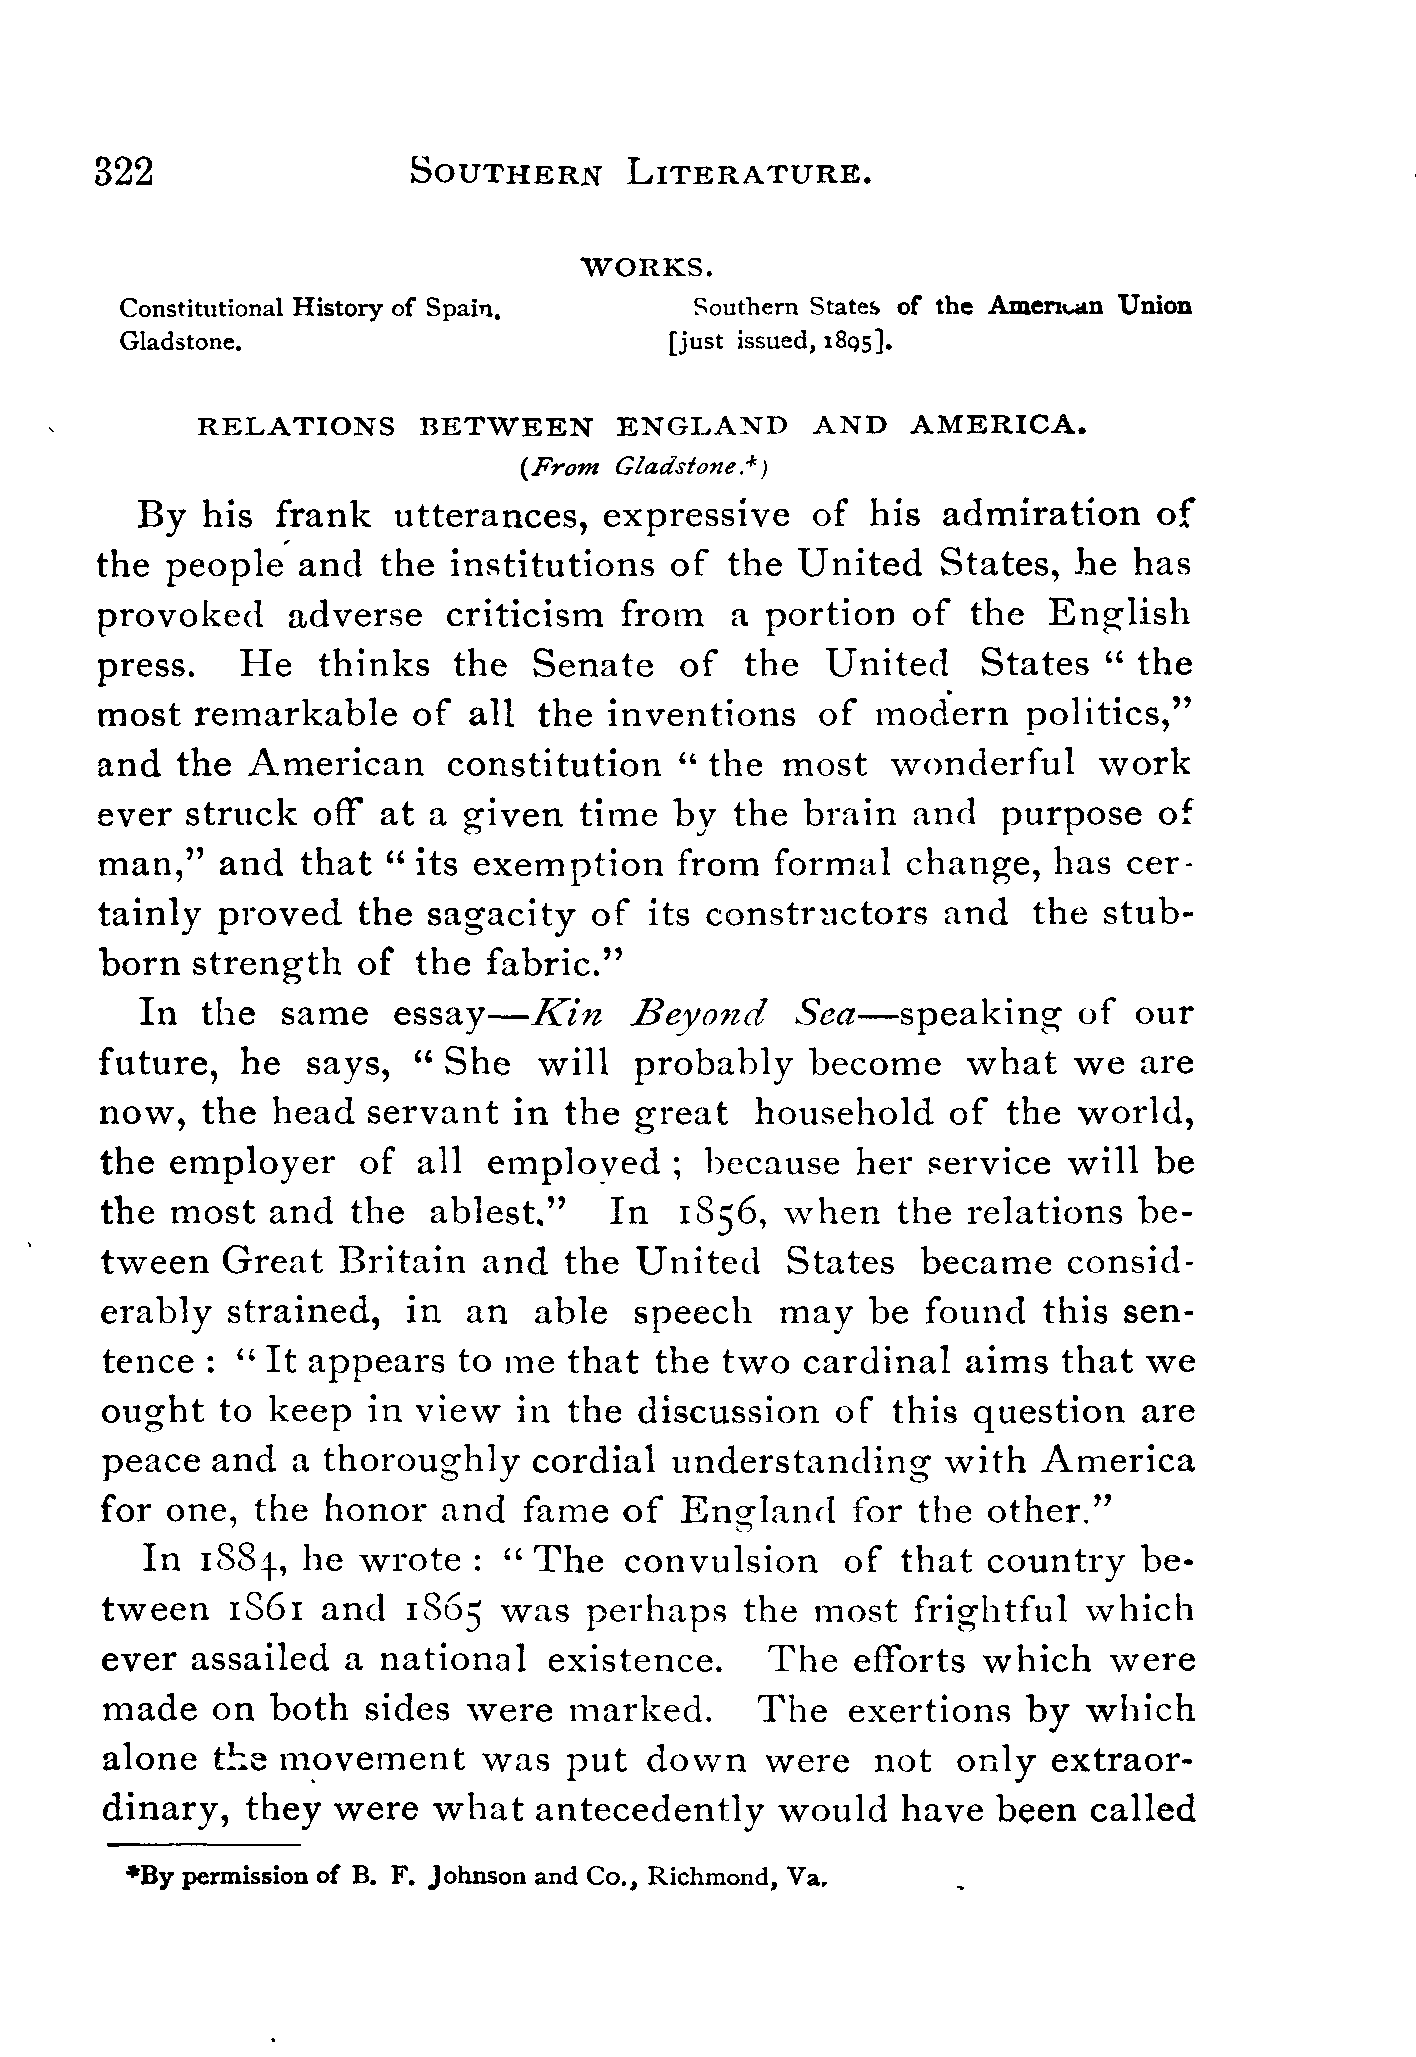 322 SOUTHERN LITERATURE.
WORKS.
Constitutional History of Spain.
Gladstone.
Southern States of the American Union
[just issued, 1895].
RELATIONS BETWEEN ENGLAND AND AMERICA.
(From Gladstone.*)
By his frank utterances, expressive of his admiration of
the people and the institutions of the United States, he has
provoked adverse criticism from a portion of the English
press. He thinks the Senate of the United States " the
most remarkable of all the inventions of modern politics,"
and the American constitution " the most wonderful work
ever struck off at a given time by the brain and purpose of
man," and that " its exemption from formal change, has cer-
tainly proved the sagacity of its constructors and the stub-
born strength of the fabric."
In the same essay—Kin Beyond Sea—speaking of our
future, he says, " She will probably become what we are
now, the head servant in the great household of the world,
the employer of all employed ; because her service will be
the most and the ablest." In 1856, when the relations be-
tween Great Britain and the United States became consid-
erably strained, in an able speech may be found this sen-
tence : " It appears to me that the two cardinal aims that we
ought to keep in view in the discussion of this question are
peace and a thoroughly cordial understanding with America
for one, the honor and fame of England for the other."
In 1884, he wrote : " The convulsion of that country be-
tween 1861 and 1865 was perhaps the most frightful which
ever assailed a national existence. The efforts which were
made on both sides were marked. The exertions by which
alone the movement was put down were not only extraor-
dinary, they were what antecedently would have been called
*By permission of B. F. Johnson and Co., Richmond, Va.